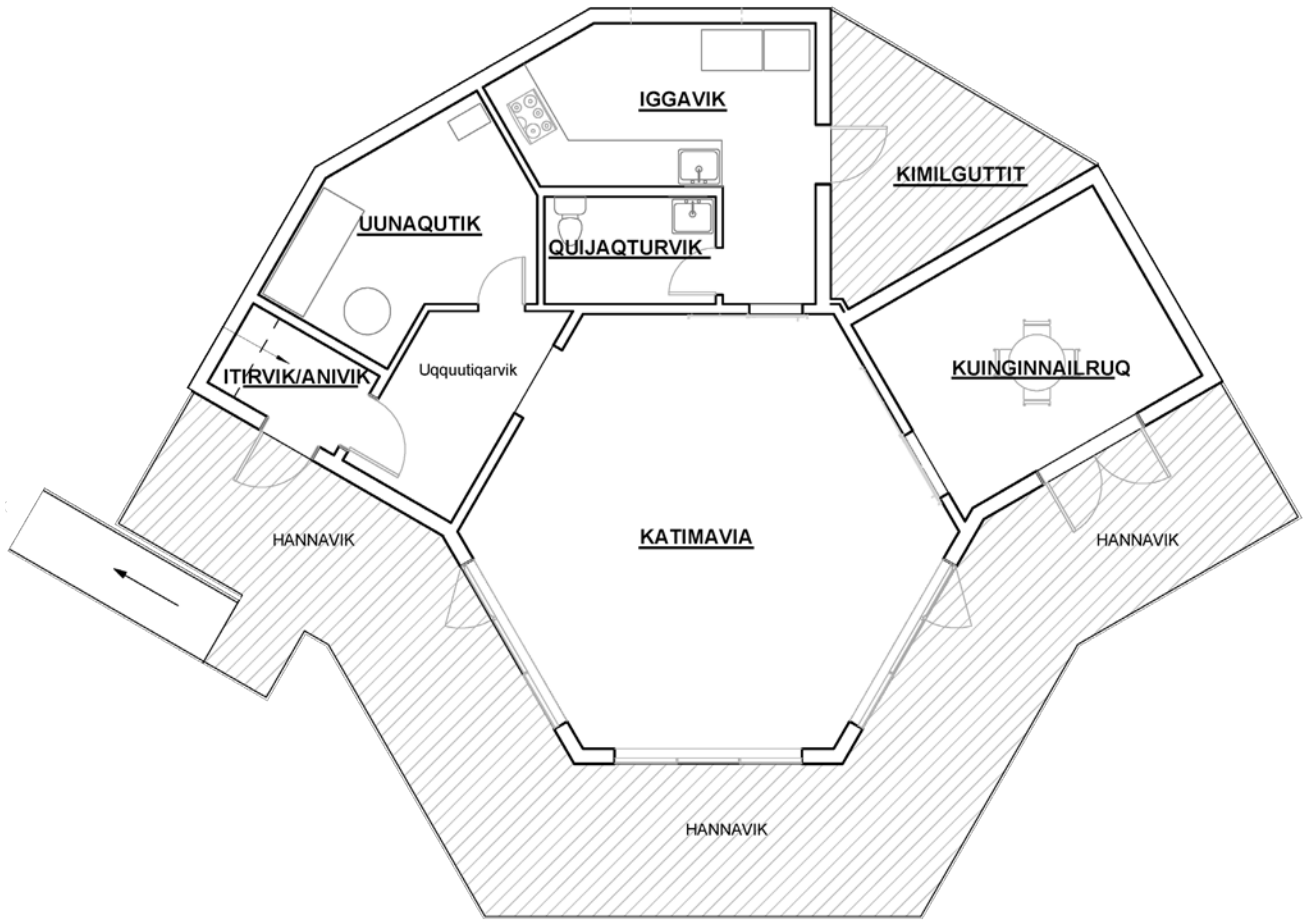 IGGAVIK
KIMILGUTTIT
UUNAQUTIK
QUIJAQTURVIK
ITIRVIK/ANIVIK
Uqquutiqarvik
KUINGINNAILRUQ
KATIMAVIA
HANNAVIK
HANNAVIK
HANNAVIK